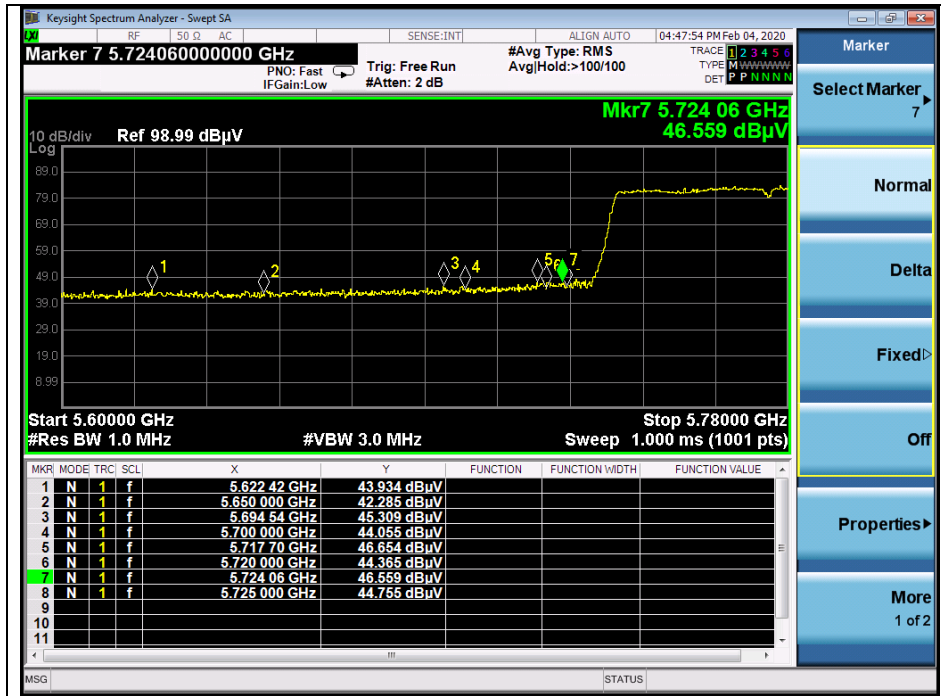 Keysight Spectrum Analyzer - Swept SA
LXI RF 50 Ω AC SENSE:INT ALIGN AUTO 04:47:54 PM Feb 04, 2020
Marker 7 5.724060000000 GHz
PNO: Fast
IFGain:Low
Trig: Free Run
#Atten: 2 dB
#Avg Type: RMS
Avg|Hold:>100/100
TRACE 1 2 3 4 5 6
TYPE M W W W W W
DET P P N N N N
Mkr7 5.724 06 GHz
46.559 dBµV
10 dB/div Ref 98.99 dBµV
Log
89.0
79.0
69.0
59.0
49.0
39.0
29.0
19.0
8.99
1 2 3 4 5 6 7
Start 5.60000 GHz Stop 5.78000 GHz
#Res BW 1.0 MHz #VBW 3.0 MHz Sweep 1.000 ms (1001 pts)
MKR MODE TRC SCL X Y FUNCTION FUNCTION WIDTH FUNCTION VALUE
1 N 1 f 5.622 42 GHz 43.934 dBµV
2 N 1 f 5.650 000 GHz 42.285 dBµV
3 N 1 f 5.694 54 GHz 45.309 dBµV
4 N 1 f 5.700 000 GHz 44.055 dBµV
5 N 1 f 5.717 70 GHz 46.654 dBµV
6 N 1 f 5.720 000 GHz 44.365 dBµV
7 N 1 f 5.724 06 GHz 46.559 dBµV
8 N 1 f 5.725 000 GHz 44.755 dBµV
9
10
11
MSG STATUS
Marker
Select Marker
7
Normal
Delta
Fixed
Off
Properties
More
1 of 2